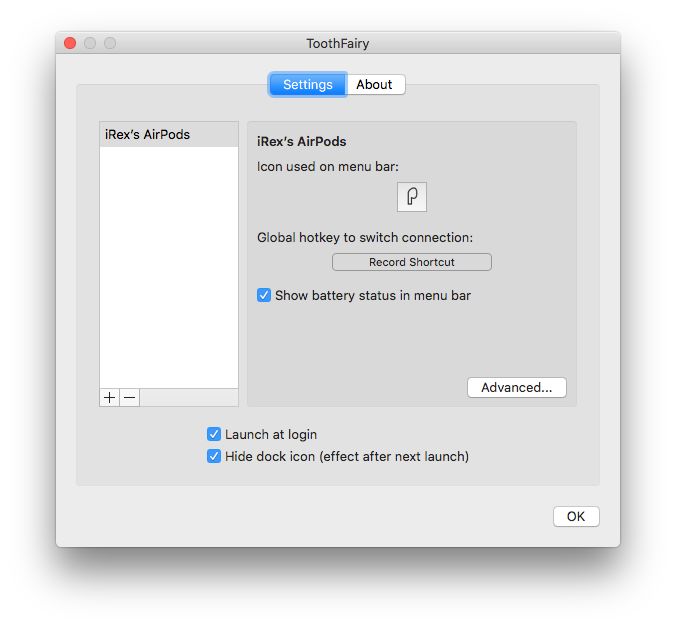 ToothFairy
Settings
About
iRex's AirPods
iRex's AirPods
Icon used on menu bar:
Global hotkey to switch connection:
Record Shortcut
Show battery status in menu bar
Advanced...
Launch at login
Hide dock icon (effect after next launch)
OK